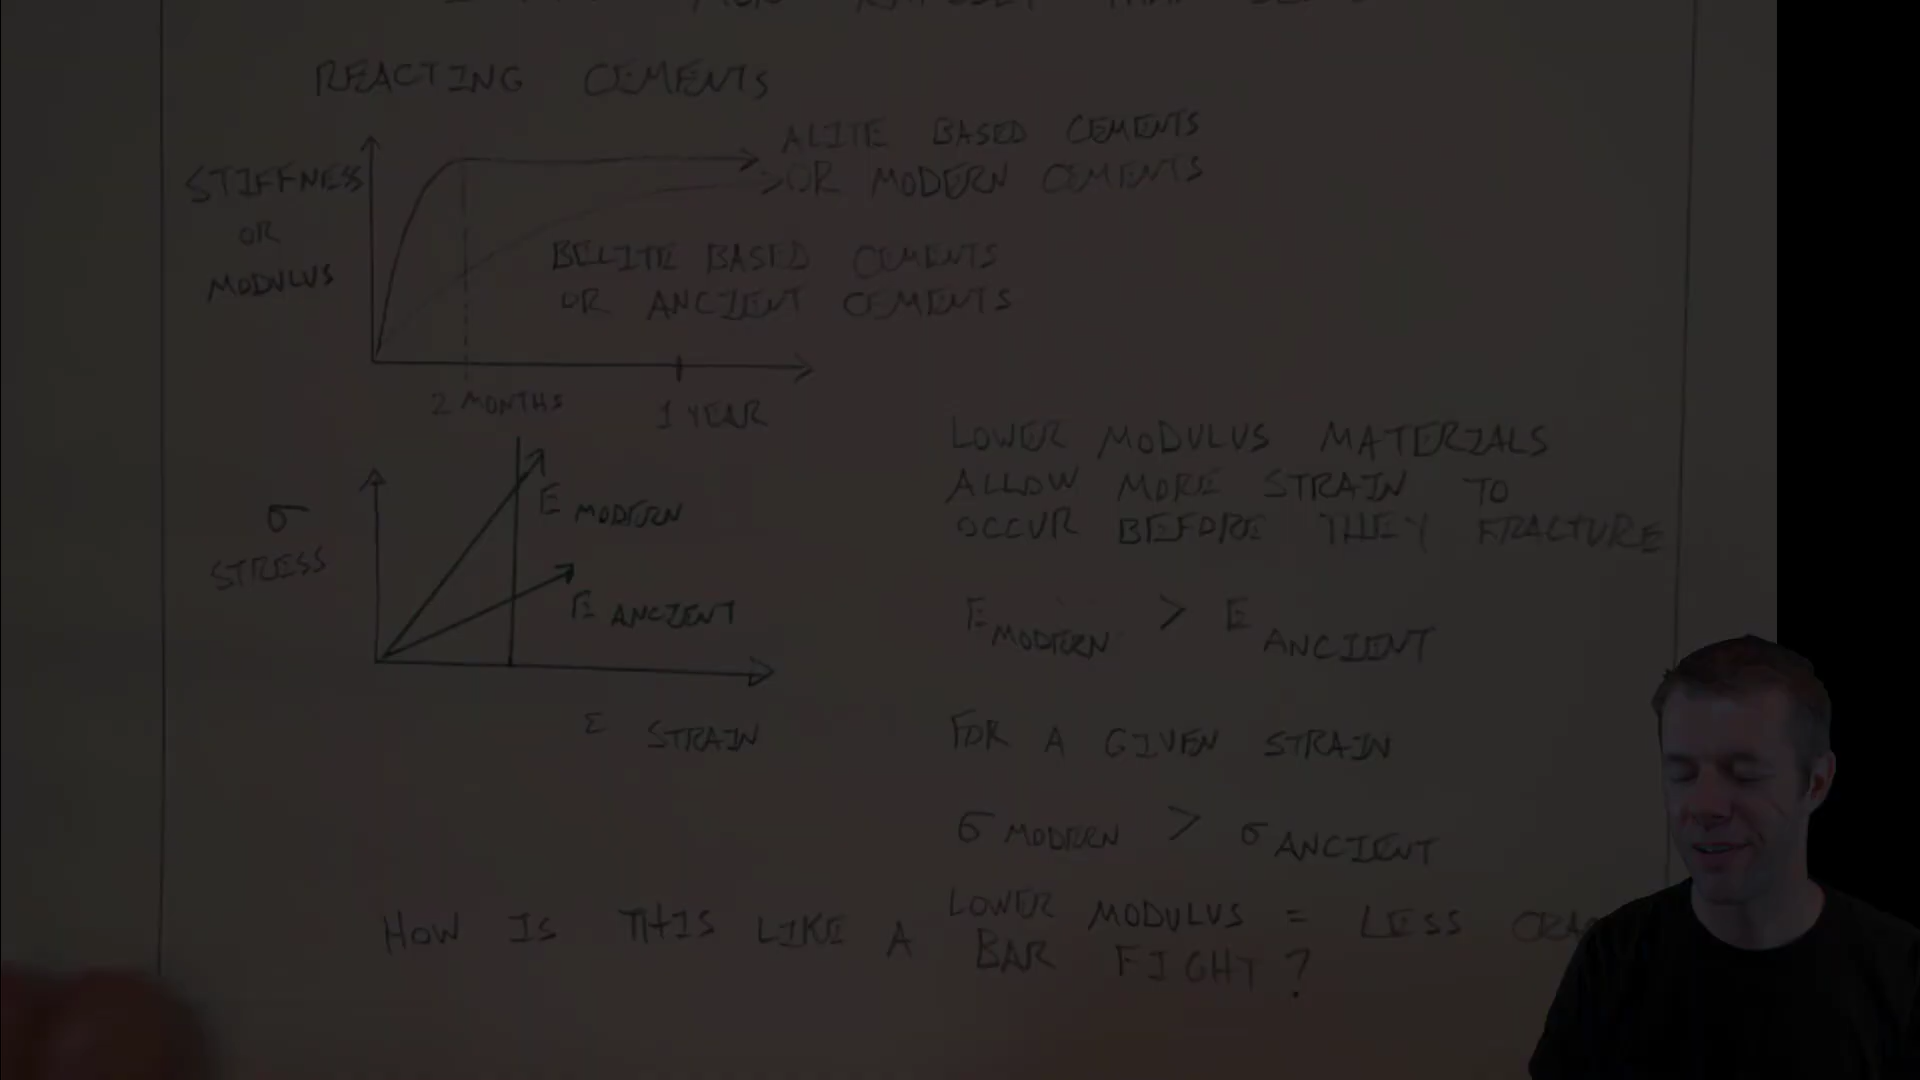 REACTING CEMENTS
STIFFNESS
OR
MODULUS
ALITE BASED CEMENTS
OR MODERN CEMENTS
BELITE BASED CEMENTS
OR ANCIENT CEMENTS
2 MONTHS
1 YEAR
σ
STRESS
E MODERN
E ANCIENT
ε STRAIN
LOWER MODULUS MATERIALS
ALLOW MORE STRAIN TO
OCCUR BEFORE THEY FRACTURE
E MODERN > E ANCIENT
FOR A GIVEN STRAIN
σ MODERN > σ ANCIENT
LOWER MODULUS = LESS
HOW IS THIS LIKE A BAR FIGHT?